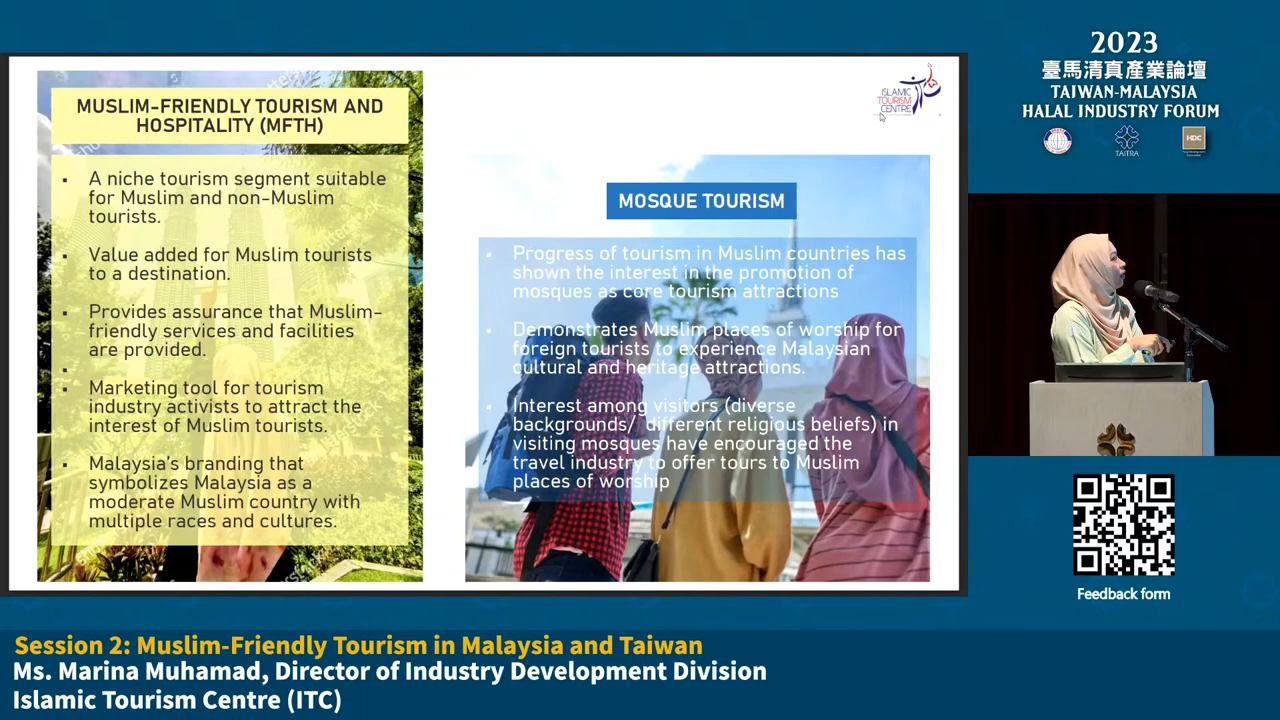 MUSLIM-FRIENDLY TOURISM AND
HOSPITALITY (MFTH)
▪ A niche tourism segment suitable
for Muslim and non-Muslim
tourists.
▪ Value added for Muslim tourists
to a destination.
▪ Provides assurance that Muslim-
friendly services and facilities
are provided.
▪
▪ Marketing tool for tourism
industry activists to attract the
interest of Muslim tourists.
▪ Malaysia's branding that
symbolizes Malaysia as a
moderate Muslim country with
multiple races and cultures.
ISLAMIC
TOURISM
CENTRE
MOSQUE TOURISM
▪ Progress of tourism in Muslim countries has
shown the interest in the promotion of
mosques as core tourism attractions
▪ Demonstrates Muslim places of worship for
foreign tourists to experience Malaysian
cultural and heritage attractions.
▪ Interest among visitors (diverse
backgrounds/ different religious beliefs) in
visiting mosques have encouraged the
travel industry to offer tours to Muslim
places of worship
2023
臺馬清真產業論壇
TAIWAN-MALAYSIA
HALAL INDUSTRY FORUM
TAITRA
HDC
Feedback form
Session 2: Muslim-Friendly Tourism in Malaysia and Taiwan
Ms. Marina Muhamad, Director of Industry Development Division
Islamic Tourism Centre (ITC)